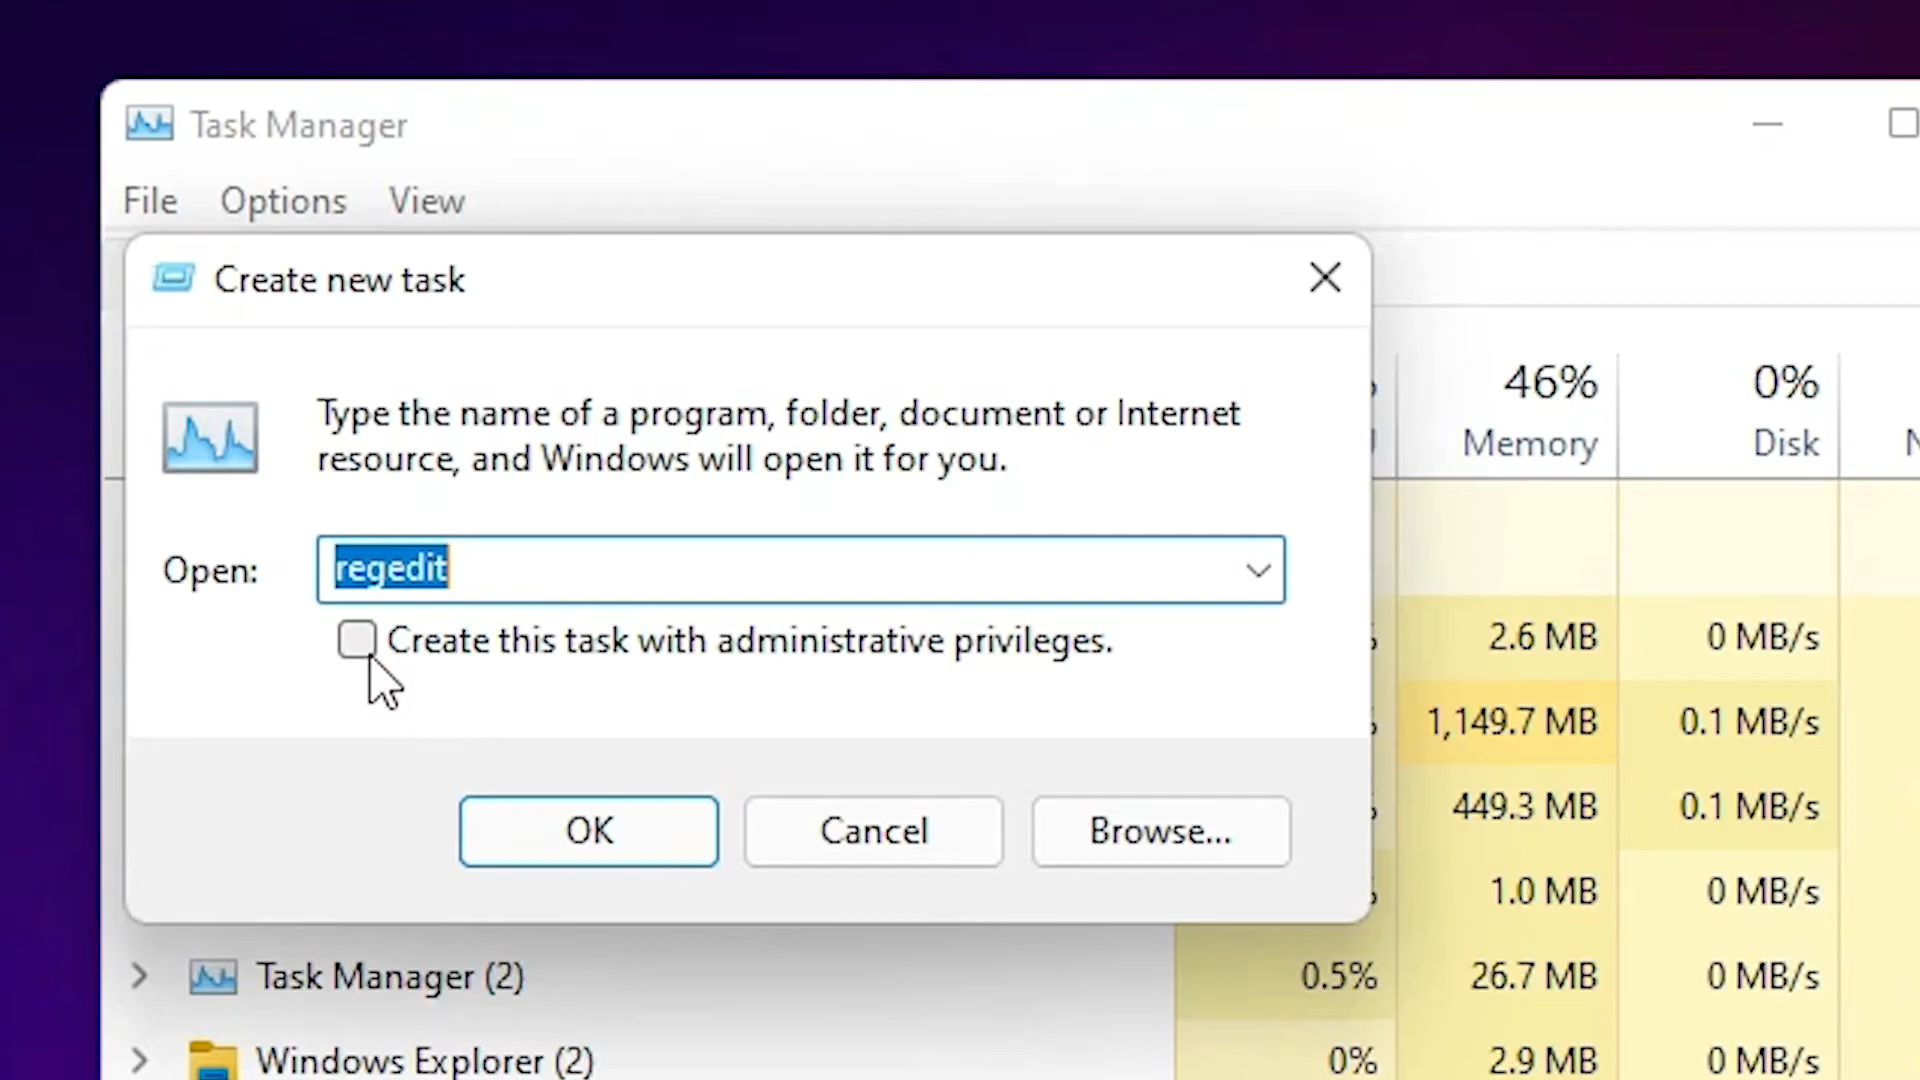 Task Manager
File Options View
Create new task
Type the name of a program, folder, document or Internet
resource, and Windows will open it for you.
Open: regedit
Create this task with administrative privileges.
OK Cancel Browse...
46% 0%
Memory Disk
2.6 MB 0 MB/s
1,149.7 MB 0.1 MB/s
449.3 MB 0.1 MB/s
1.0 MB 0 MB/s
Task Manager (2) 0.5% 26.7 MB 0 MB/s
Windows Explorer (2) 0% 2.9 MB 0 MB/s